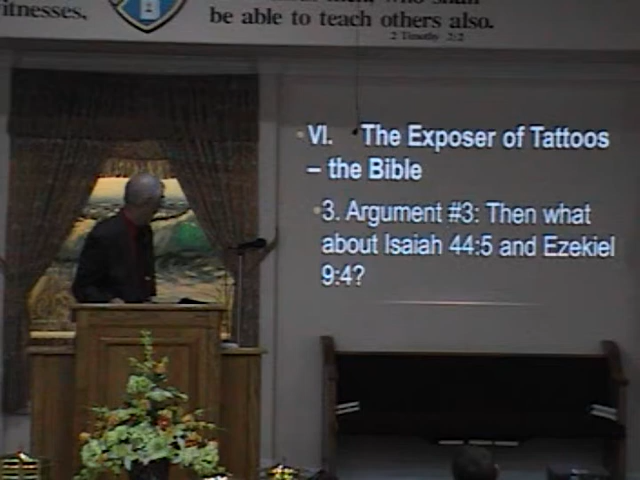 itnesses,
be able to teach others also.
2 Timothy 2:2
VI. The Exposer of Tattoos
– the Bible
3. Argument #3: Then what
about Isaiah 44:5 and Ezekiel
9:4?